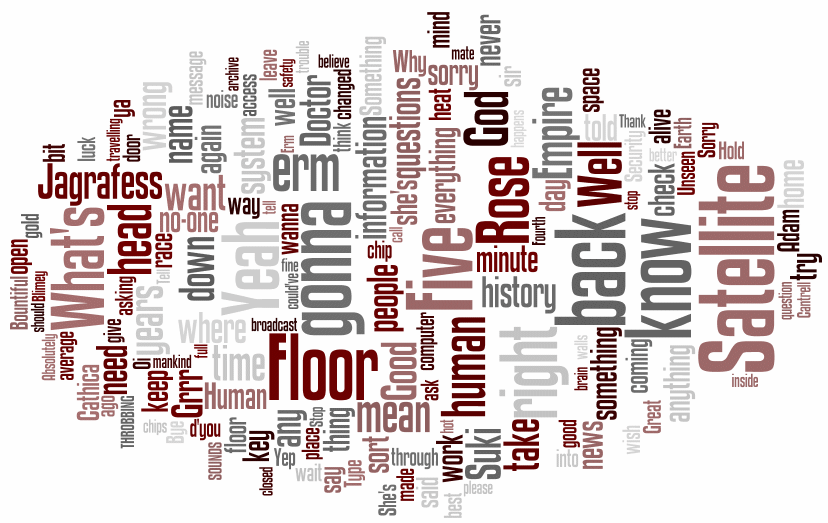 mind
mate
never
Something
trouble
believe
leave
safety
archive
message
noise
access
Why
sorry
sir
space
changed
think
Doctor
well
Erm
heat
God
Empire
happens
told
Thank
alive
Earth
Security
better
Unseen
Sorry
Hold
home
wrong
ya
door
travelling
luck
bit
name
again
system
erm
information
questions
she's
everything
day
Well
check
stop
Jagrafess
want
no-one
way
tell
wanna
call
Rose
fourth
Adam
try
question
Cantrell
gold
open
Bountiful
should
Blimey
What's
head
race
Tell
asking
down
Yeah
fine
could've
gonna
chip
people
Five
minute
history
back
know
Satellite
inside
Absolutely
average
need
give
years
where
broadcast
full
mankind
Oi
time
Floor
computer
Good
ask
human
right
walls
brain
something
coming
anything
Cathica
ago
keep
Grrr
Human
THROBBING
chips
Bye
d'you
floor
key
any
place
Stop
thing
mean
hot
SOUNDS
Yep
closed
wait
say
Type
sort
through
She's
made
said
work
best
please
Suki
take
good
into
news
wish
Great